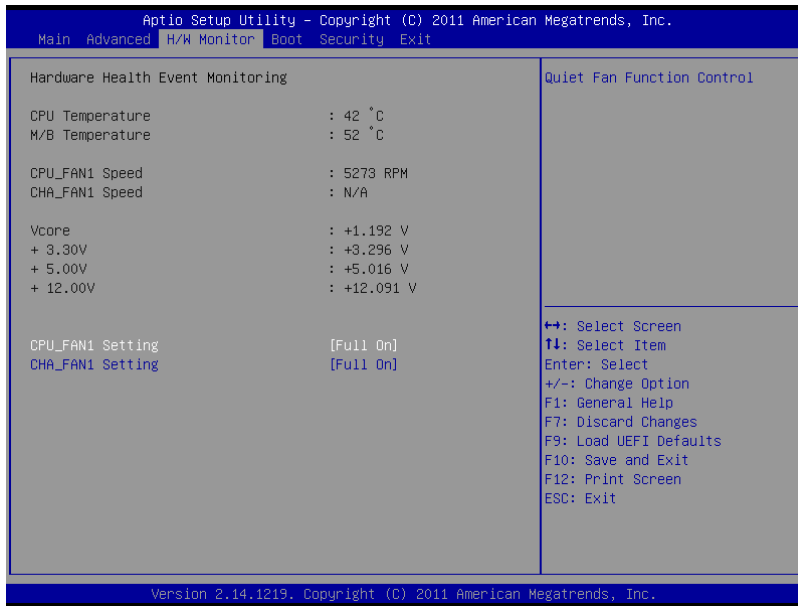 Aptio Setup Utility – Copyright (C) 2011 American Megatrends, Inc.
Main Advanced H/W Monitor Boot Security Exit
Hardware Health Event Monitoring
CPU Temperature : 42 °C
M/B Temperature : 52 °C
CPU_FAN1 Speed : 5273 RPM
CHA_FAN1 Speed : N/A
Vcore : +1.192 V
+ 3.30V : +3.296 V
+ 5.00V : +5.016 V
+ 12.00V : +12.091 V
CPU_FAN1 Setting [Full On]
CHA_FAN1 Setting [Full On]
Quiet Fan Function Control
↔: Select Screen
↑↓: Select Item
Enter: Select
+/-: Change Option
F1: General Help
F7: Discard Changes
F9: Load UEFI Defaults
F10: Save and Exit
F12: Print Screen
ESC: Exit
Version 2.14.1219. Copyright (C) 2011 American Megatrends, Inc.